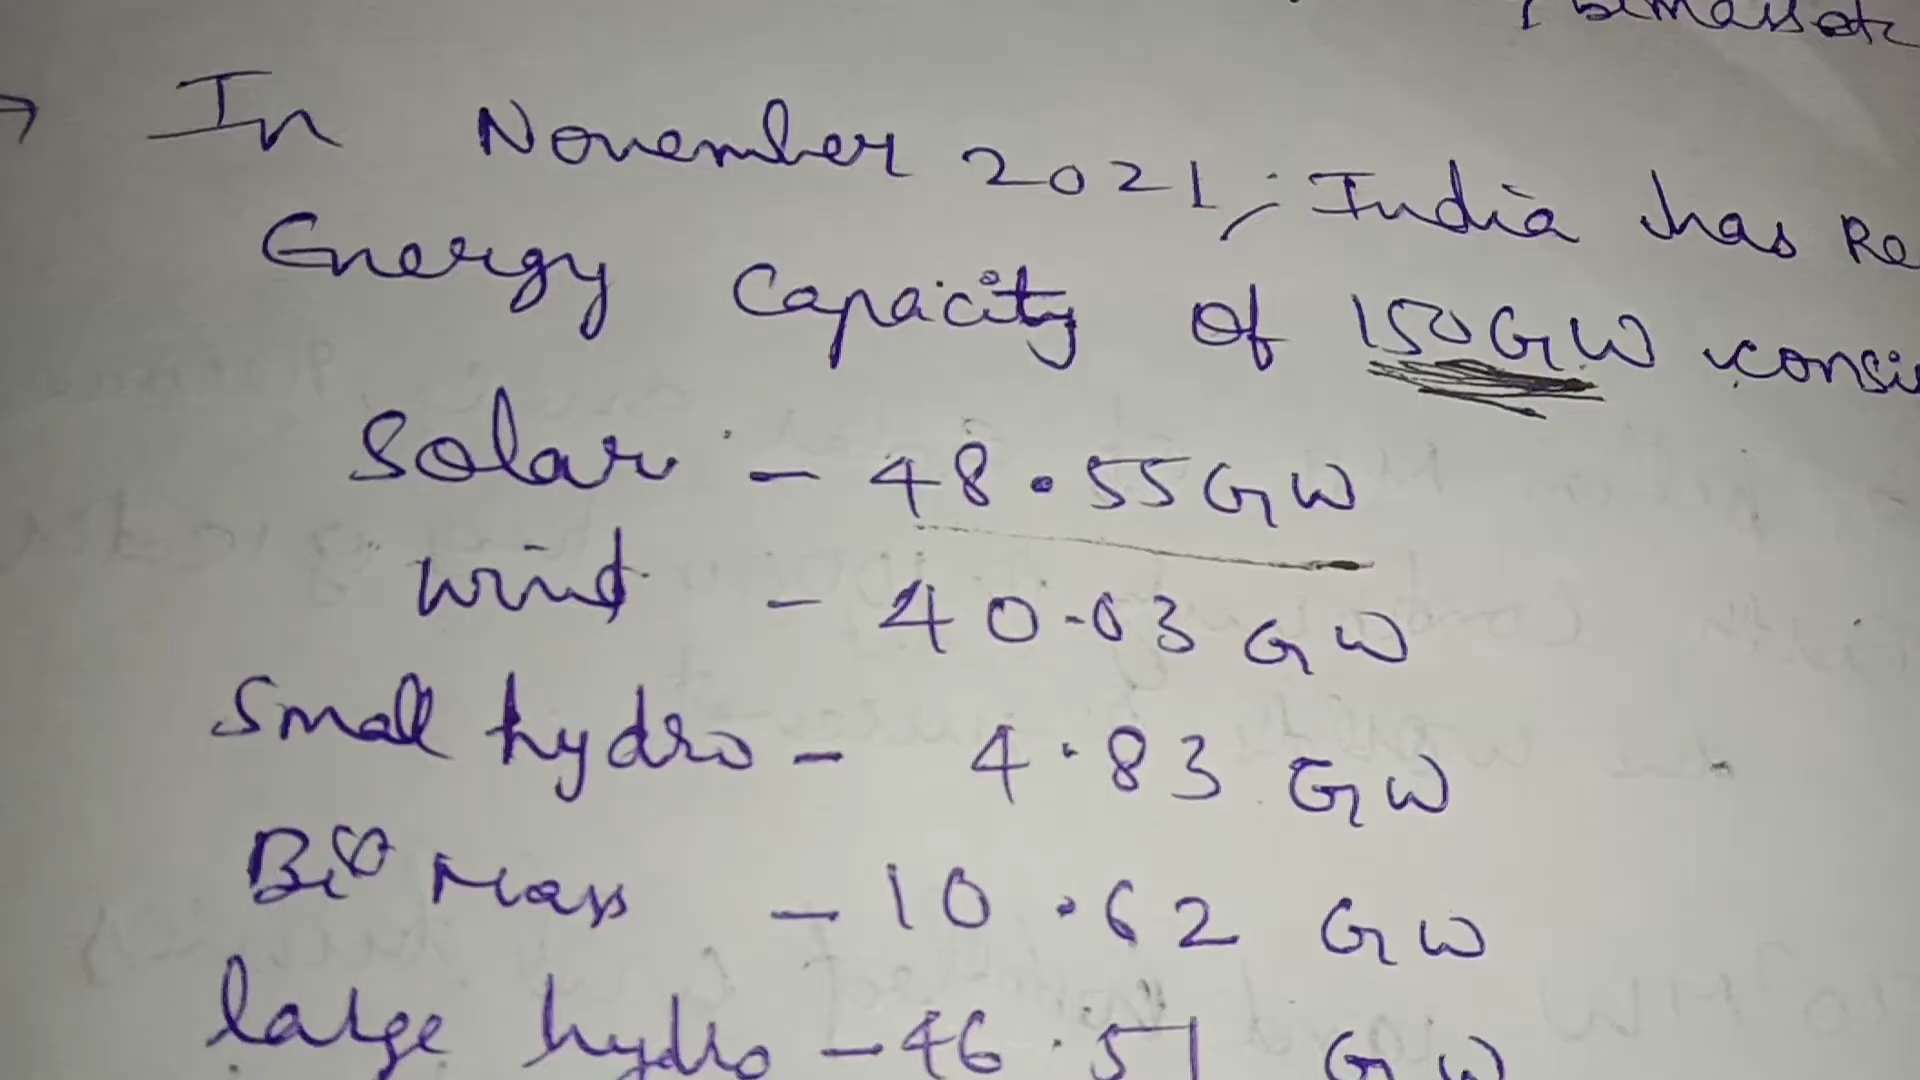 → In November 2021, India has Re
Energy capacity of 150GW consi
Solar - 48.55GW
wind - 40.03 GW
Small hydro - 4.83 GW
Bio Mass - 10.62 GW
large hydro - 46.51 GW